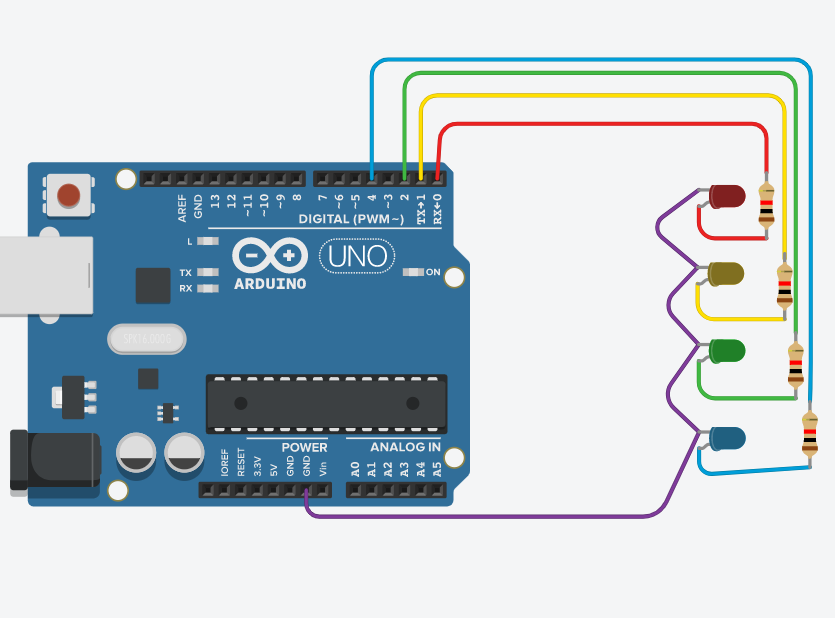 AREF
GND
13
12
~11
~10
~9
8
7
~6
~5
4
~3
2
TX→1
RX←0
DIGITAL (PWM~)
L
TX
RX
ARDUINO
UNO
ON
POWER
ANALOG IN
IOREF
RESET
3.3V
5V
GND
GND
Vin
A0
A1
A2
A3
A4
A5